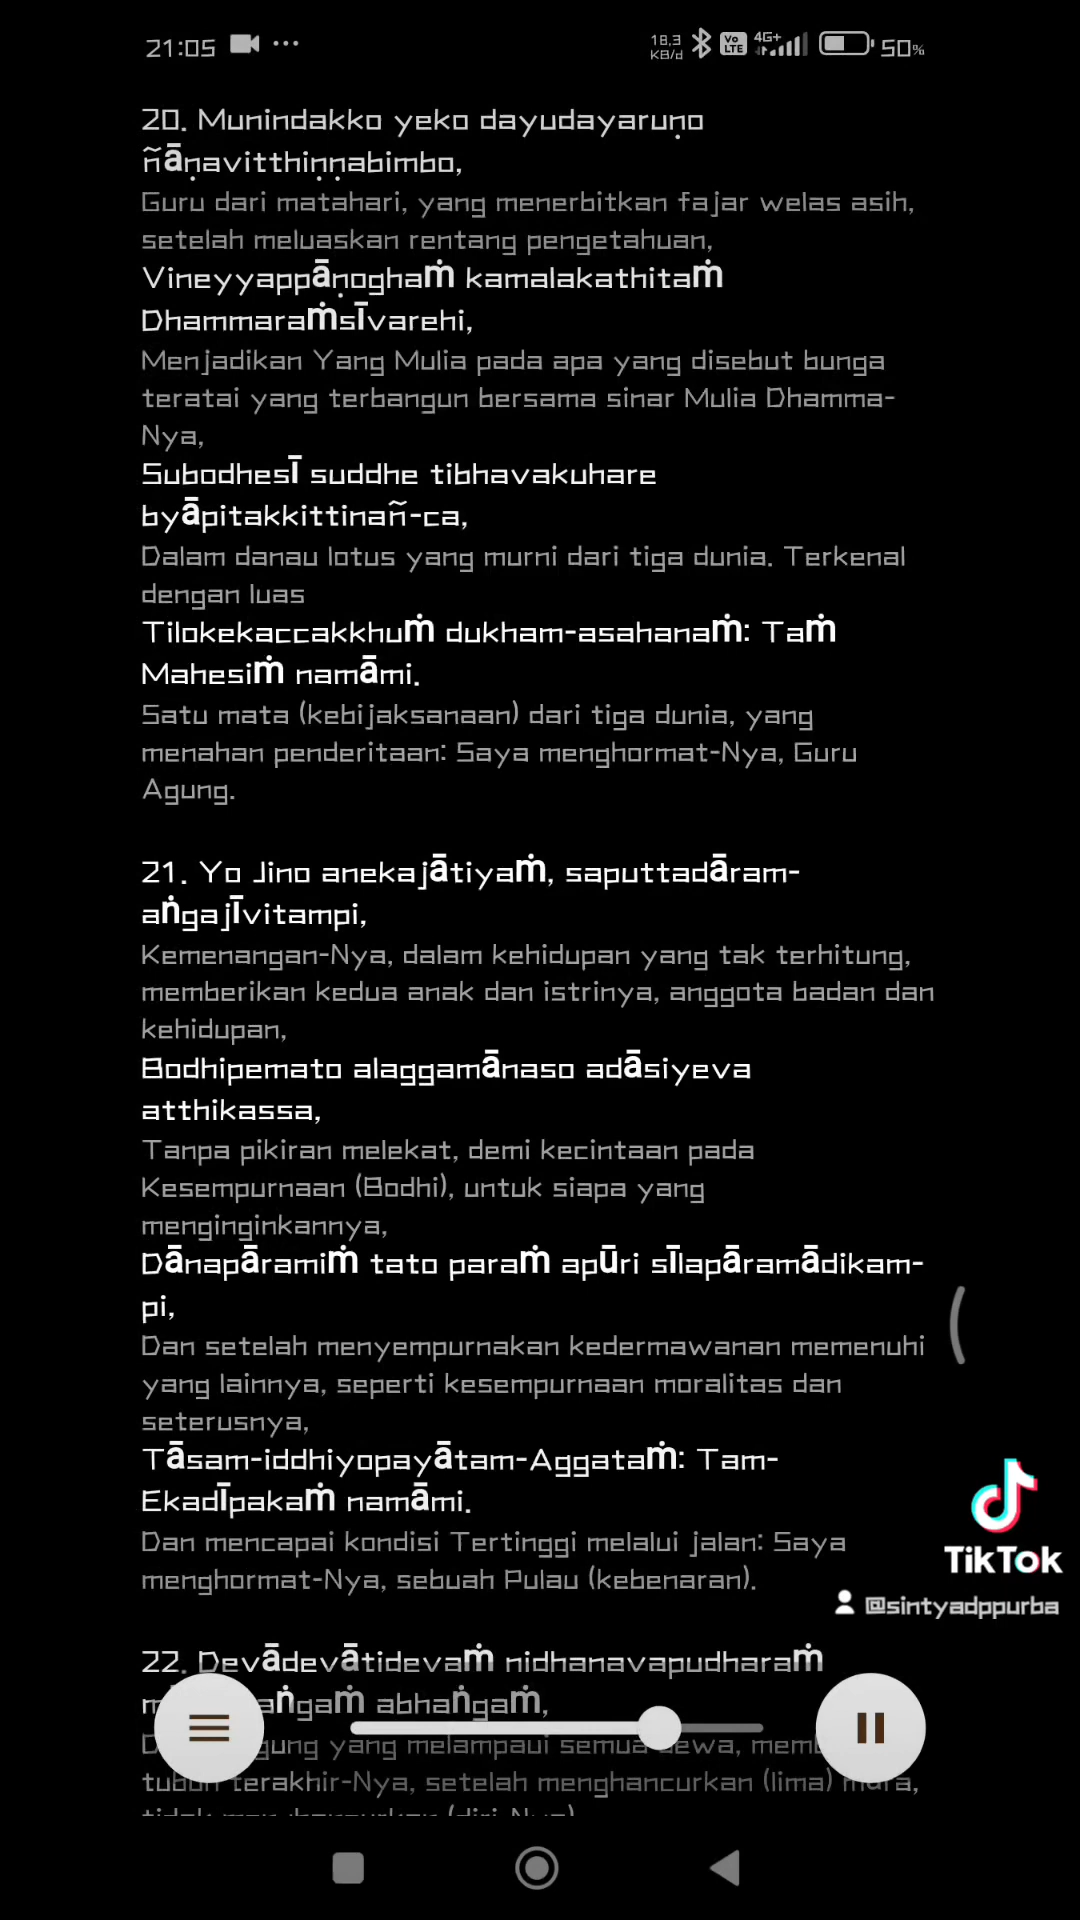 21:05
18,3 KB/d Vo LTE 4G+ 50%
20. Munindakko yeko dayudayaruṇo
ñāṇavitthiṇṇabimbo,
Guru dari matahari, yang menerbitkan fajar welas asih,
setelah meluaskan rentang pengetahuan,
Vineyyappāṇoghaṁ kamalakathitaṁ
Dhammaraṁsīvarehi,
Menjadikan Yang Mulia pada apa yang disebut bunga
teratai yang terbangun bersama sinar Mulia Dhamma-
Nya,
Subodhesī suddhe tibhavakuhare
byāpitakkittinañ-ca,
Dalam danau lotus yang murni dari tiga dunia. Terkenal
dengan luas
Tilokekaccakkhuṁ dukham-asahanaṁ: Taṁ
Mahesiṁ namāmi.
Satu mata (kebijaksanaan) dari tiga dunia, yang
menahan penderitaan: Saya menghormat-Nya, Guru
Agung.
21. Yo Jino anekajātiyaṁ, saputtadāram-
aṅgajīvitampi,
Kemenangan-Nya, dalam kehidupan yang tak terhitung,
memberikan kedua anak dan istrinya, anggota badan dan
kehidupan,
Bodhipemato alaggamānaso adāsiyeva
atthikassa,
Tanpa pikiran melekat, demi kecintaan pada
Kesempurnaan (Bodhi), untuk siapa yang
menginginkannya,
Dānapāramiṁ tato paraṁ apūri sīlapāramādikam-
pi,
Dan setelah menyempurnakan kedermawanan memenuhi
yang lainnya, seperti kesempurnaan moralitas dan
seterusnya,
Tāsam-iddhiyopayātam-Aggataṁ: Tam-
Ekadīpakaṁ namāmi.
Dan mencapai kondisi Tertinggi melalui jalan: Saya
menghormat-Nya, sebuah Pulau (kebenaran).
TikTok
@sintyadppurba
22. Devādevātidevaṁ nidhanavapudharaṁ
abhaṅgaṁ,
yang melampaui semua dewa,
tubuh terakhir-Nya, setelah menghancurkan (lima) mara,